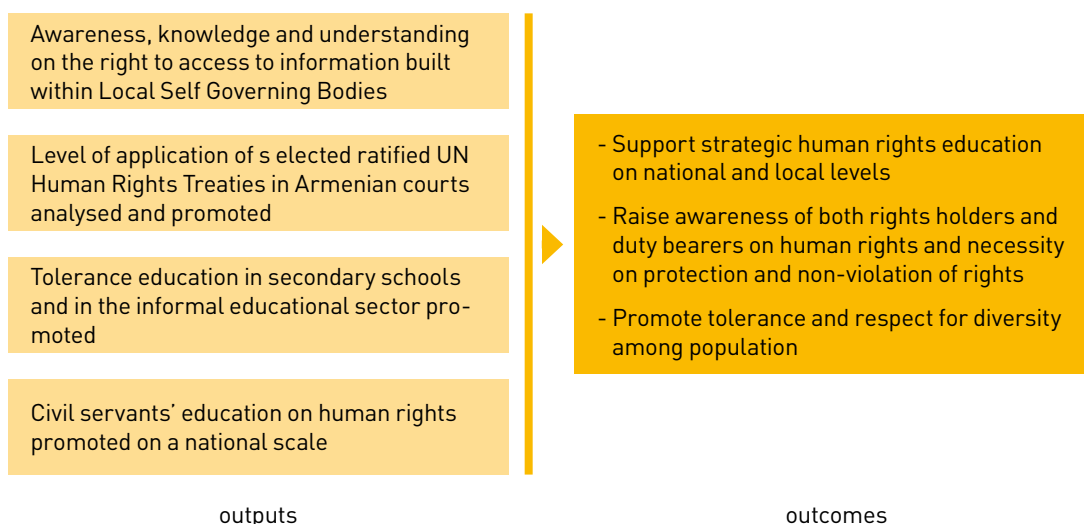 Awareness, knowledge and understanding
on the right to access to information built
within Local Self Governing Bodies
Level of application of s elected ratified UN
Human Rights Treaties in Armenian courts
analysed and promoted
Tolerance education in secondary schools
and in the informal educational sector pro-
moted
Civil servants’ education on human rights
promoted on a national scale
outputs
- Support strategic human rights education
on national and local levels
- Raise awareness of both rights holders and
duty bearers on human rights and necessity
on protection and non-violation of rights
- Promote tolerance and respect for diversity
among population
outcomes